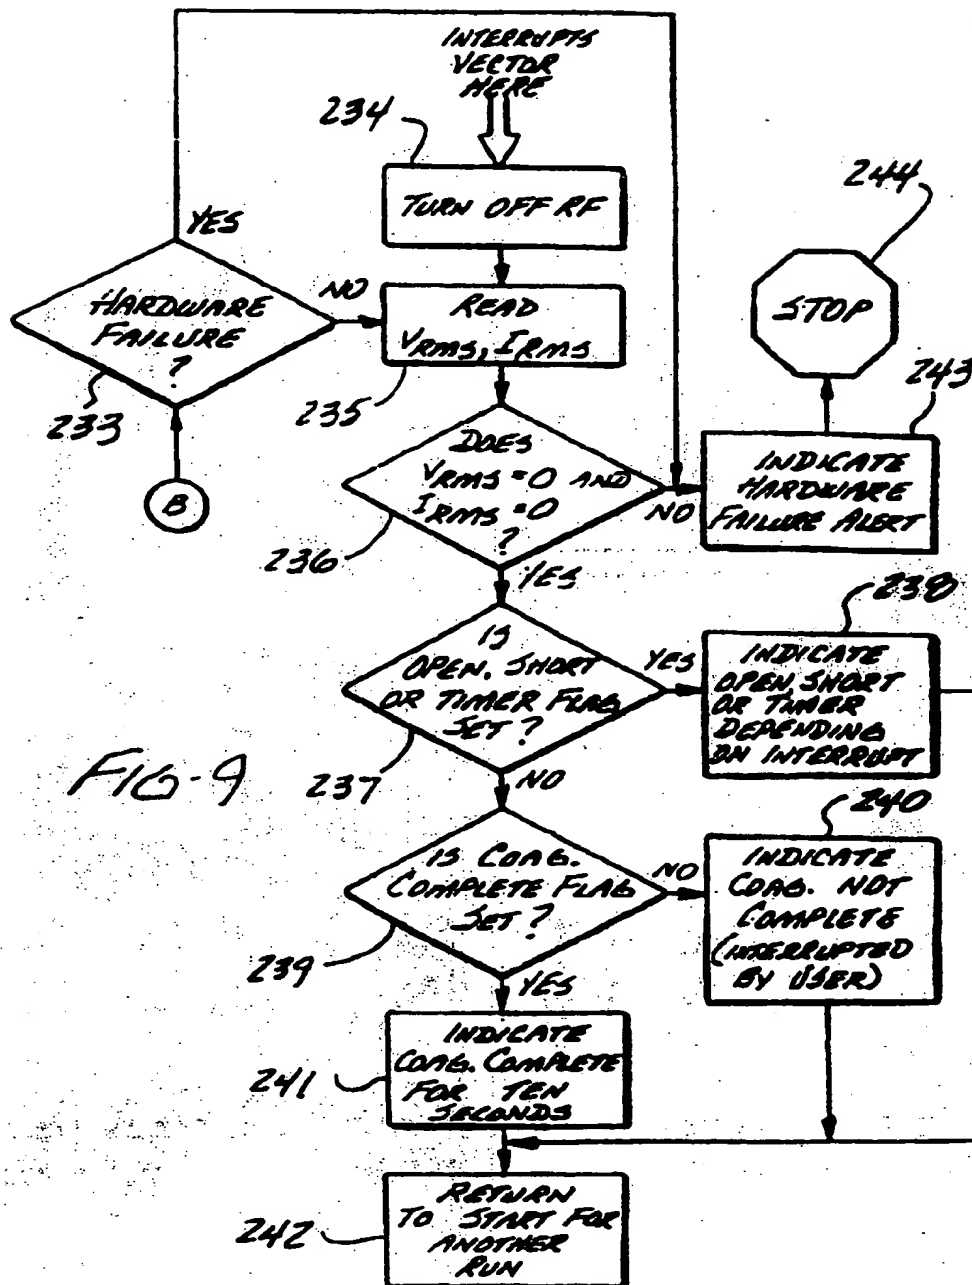 INTERRUPTS
VECTOR
HERE
234
TURN OFF RF
244
STOP
YES
HARDWARE
FAILURE
?
233
NO
READ
VRMS, IRMS
235
B
DOES
VRMS = 0 AND
IRMS = 0
?
236
NO
YES
243
INDICATE
HARDWARE
FAILURE ALERT
IS
OPEN, SHORT
OR TIMER FLAG
SET?
237
YES
NO
238
INDICATE
OPEN, SHORT
OR TIMER
DEPENDING
ON INTERRUPT
FIG-9
IS COAG.
COMPLETE FLAG
SET?
239
NO
YES
240
INDICATE
COAG. NOT
COMPLETE
(INTERRUPTED
BY USER)
INDICATE
COAG. COMPLETE
FOR TEN
SECONDS
241
RETURN
TO START FOR
ANOTHER
RUN
242